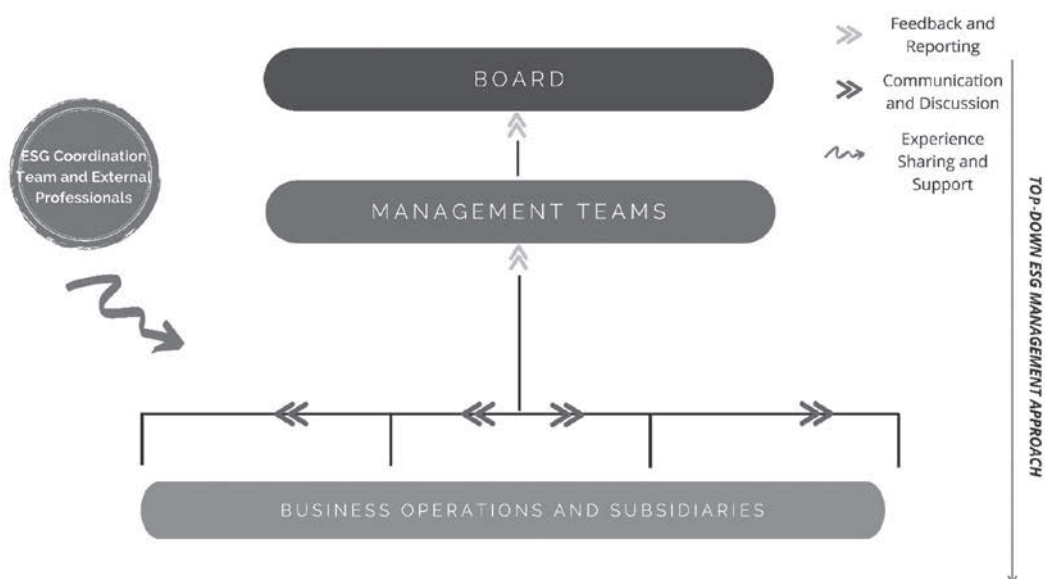 BOARD
Feedback and
Reporting
Communication
and Discussion
Experience
Sharing and
Support
ESG Coordination
Team and External
Professionals
MANAGEMENT TEAMS
BUSINESS OPERATIONS AND SUBSIDIARIES
TOP-DOWN ESG MANAGEMENT APPROACH